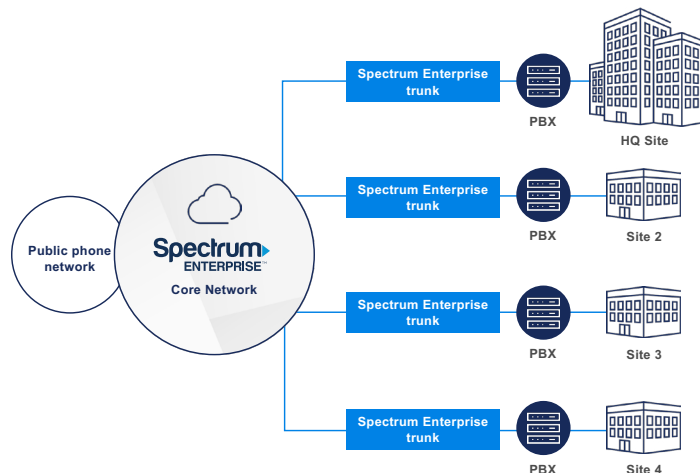 Spectrum Enterprise
trunk
PBX
HQ Site
Spectrum Enterprise
trunk
PBX
Site 2
Public phone
network
Spectrum
ENTERPRISE™
Core Network
Spectrum Enterprise
trunk
PBX
Site 3
Spectrum Enterprise
trunk
PBX
Site 4